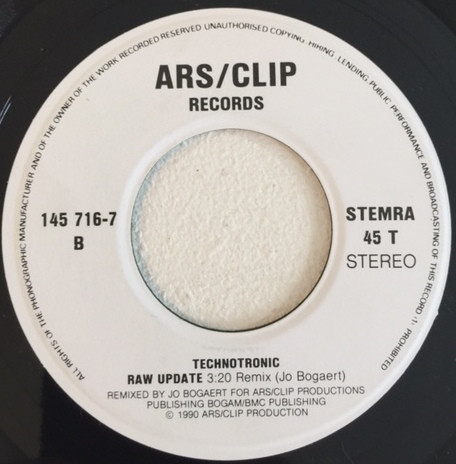 ALL RIGHTS OF THE PHONOGRAPHIC MANUFACTURER AND OF THE OWNER OF THE WORK RECORDED RESERVED UNAUTHORISED COPYING, HIRING, LENDING, PUBLIC PERFORMANCE AND BROADCASTING OF THIS RECORD :1: PROHIBITED
ARS/CLIP
RECORDS
145 716-7
B
STEMRA
45 T
STEREO
TECHNOTRONIC
RAW UPDATE 3:20 Remix (Jo Bogaert)
REMIXED BY JO BOGAERT FOR ARS/CLIP PRODUCTIONS
PUBLISHING BOGAM/BMC PUBLISHING
© 1990 ARS/CLIP PRODUCTION